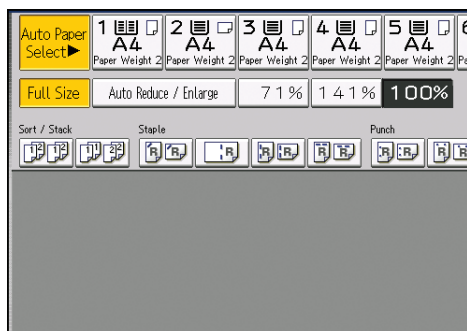 Auto Paper Select▶
1 A4 Paper Weight 2
2 A4 Paper Weight 2
3 A4 Paper Weight 2
4 A4 Paper Weight 2
5 A4 Paper Weight 2
Full Size
Auto Reduce / Enlarge
71%
141%
100%
Sort / Stack
Staple
Punch